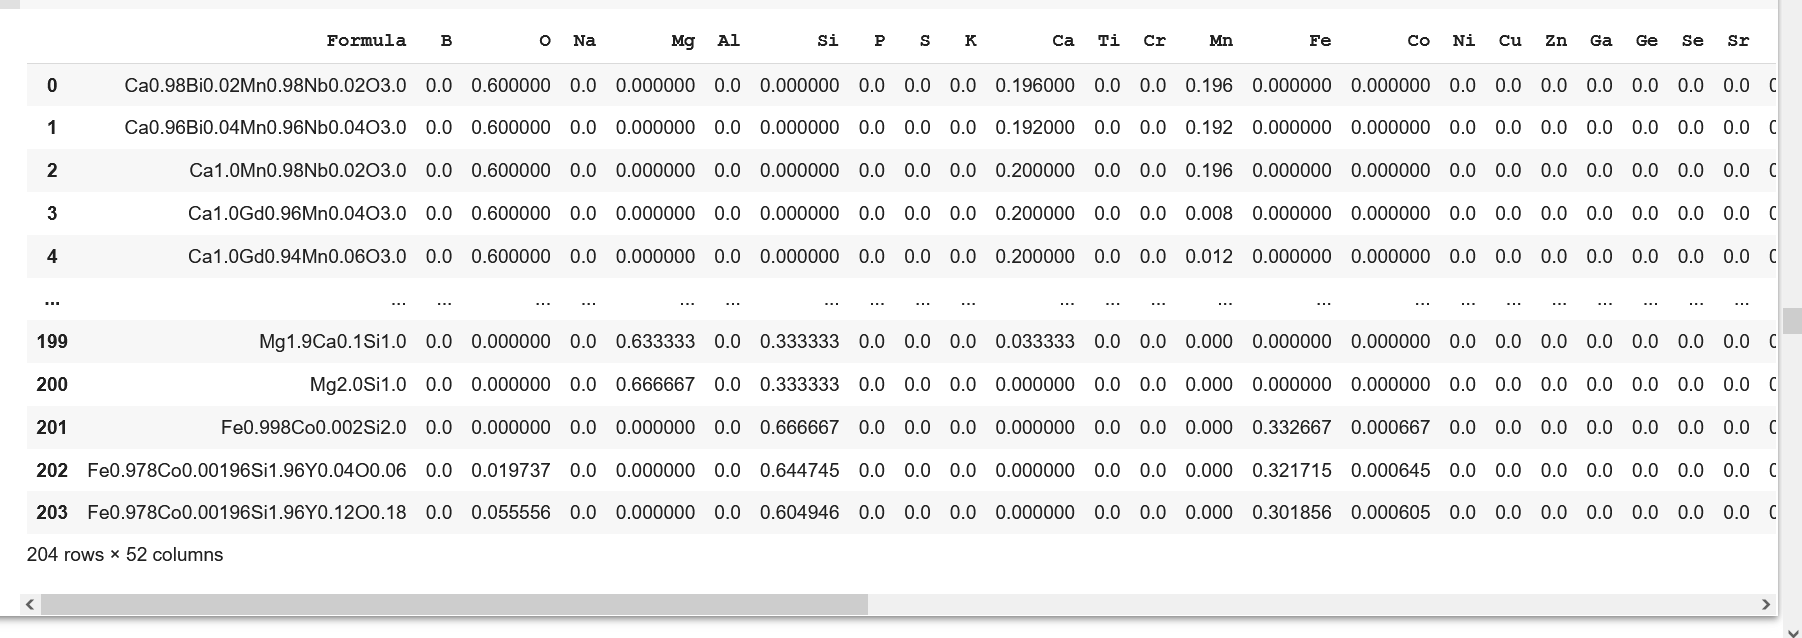 Formula B O Na Mg Al Si P S K Ca Ti Cr Mn Fe Co Ni Cu Zn Ga Ge Se Sr
0 Ca0.98Bi0.02Mn0.98Nb0.02O3.0 0.0 0.600000 0.0 0.000000 0.0 0.000000 0.0 0.0 0.0 0.196000 0.0 0.0 0.196 0.000000 0.000000 0.0 0.0 0.0 0.0 0.0 0.0 0.0
1 Ca0.96Bi0.04Mn0.96Nb0.04O3.0 0.0 0.600000 0.0 0.000000 0.0 0.000000 0.0 0.0 0.0 0.192000 0.0 0.0 0.192 0.000000 0.000000 0.0 0.0 0.0 0.0 0.0 0.0 0.0
2 Ca1.0Mn0.98Nb0.02O3.0 0.0 0.600000 0.0 0.000000 0.0 0.000000 0.0 0.0 0.0 0.200000 0.0 0.0 0.196 0.000000 0.000000 0.0 0.0 0.0 0.0 0.0 0.0 0.0
3 Ca1.0Gd0.96Mn0.04O3.0 0.0 0.600000 0.0 0.000000 0.0 0.000000 0.0 0.0 0.0 0.200000 0.0 0.0 0.008 0.000000 0.000000 0.0 0.0 0.0 0.0 0.0 0.0 0.0
4 Ca1.0Gd0.94Mn0.06O3.0 0.0 0.600000 0.0 0.000000 0.0 0.000000 0.0 0.0 0.0 0.200000 0.0 0.0 0.012 0.000000 0.000000 0.0 0.0 0.0 0.0 0.0 0.0 0.0
... ... ... ... ... ... ... ... ... ... ... ... ... ... ... ... ... ... ... ... ... ... ... ...
199 Mg1.9Ca0.1Si1.0 0.0 0.000000 0.0 0.633333 0.0 0.333333 0.0 0.0 0.0 0.033333 0.0 0.0 0.000 0.000000 0.000000 0.0 0.0 0.0 0.0 0.0 0.0 0.0
200 Mg2.0Si1.0 0.0 0.000000 0.0 0.666667 0.0 0.333333 0.0 0.0 0.0 0.000000 0.0 0.0 0.000 0.000000 0.000000 0.0 0.0 0.0 0.0 0.0 0.0 0.0
201 Fe0.998Co0.002Si2.0 0.0 0.000000 0.0 0.000000 0.0 0.666667 0.0 0.0 0.0 0.000000 0.0 0.0 0.000 0.332667 0.000667 0.0 0.0 0.0 0.0 0.0 0.0 0.0
202 Fe0.978Co0.00196Si1.96Y0.04O0.06 0.0 0.019737 0.0 0.000000 0.0 0.644745 0.0 0.0 0.0 0.000000 0.0 0.0 0.000 0.321715 0.000645 0.0 0.0 0.0 0.0 0.0 0.0 0.0
203 Fe0.978Co0.00196Si1.96Y0.12O0.18 0.0 0.055556 0.0 0.000000 0.0 0.604946 0.0 0.0 0.0 0.000000 0.0 0.0 0.000 0.301856 0.000605 0.0 0.0 0.0 0.0 0.0 0.0 0.0
204 rows × 52 columns